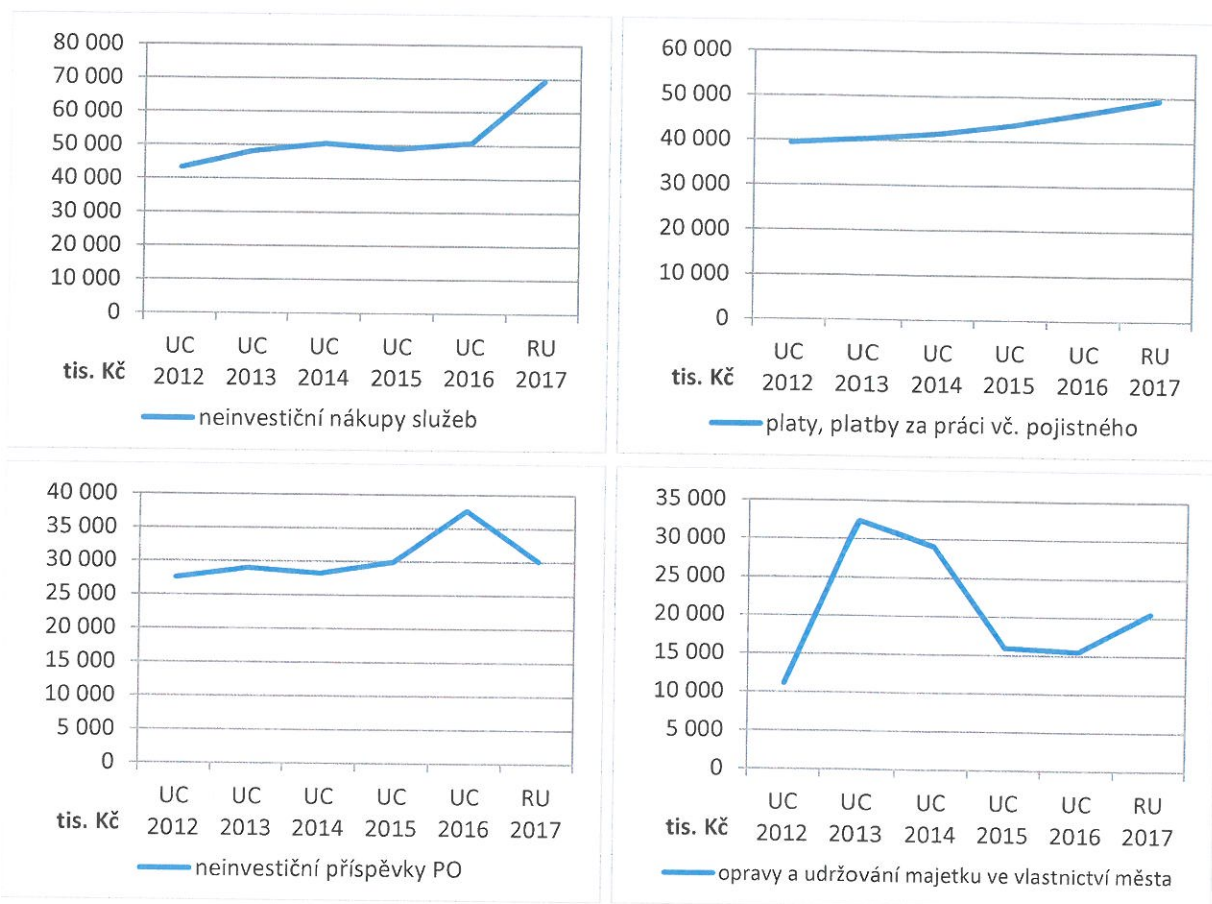 80 000
70 000
60 000
50 000
40 000
30 000
20 000
10 000
0
UC UC UC UC UC RU
tis. Kč 2012 2013 2014 2015 2016 2017
neinvestiční nákupy služeb
60 000
50 000
40 000
30 000
20 000
10 000
0
UC UC UC UC UC RU
tis. Kč 2012 2013 2014 2015 2016 2017
platy, platby za práci vč. pojistného
40 000
35 000
30 000
25 000
20 000
15 000
10 000
5 000
0
UC UC UC UC UC RU
tis. Kč 2012 2013 2014 2015 2016 2017
neinvestiční příspěvky PO
35 000
30 000
25 000
20 000
15 000
10 000
5 000
0
UC UC UC UC UC RU
tis. Kč 2012 2013 2014 2015 2016 2017
opravy a udržování majetku ve vlastnictví města